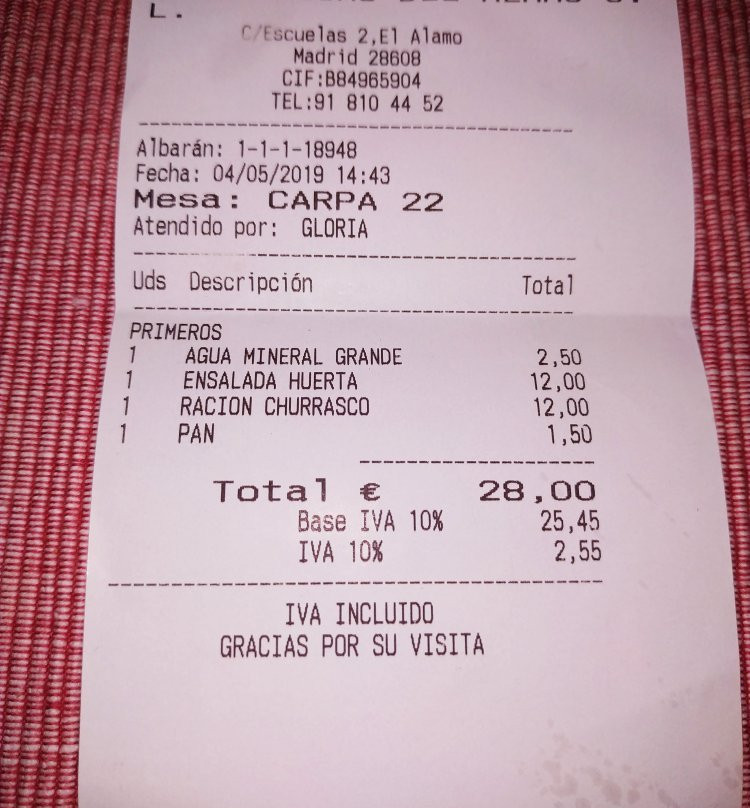 L.
C/Escuelas 2,El Alamo
Madrid 28608
CIF:B84965904
TEL:91 810 44 52
Albarán: 1-1-1-18948
Fecha: 04/05/2019 14:43
Mesa: CARPA 22
Atendido por: GLORIA
Uds Descripción Total
PRIMEROS
1 AGUA MINERAL GRANDE 2,50
1 ENSALADA HUERTA 12,00
1 RACION CHURRASCO 12,00
1 PAN 1,50
Total € 28,00
Base IVA 10% 25,45
IVA 10% 2,55
IVA INCLUIDO
GRACIAS POR SU VISITA